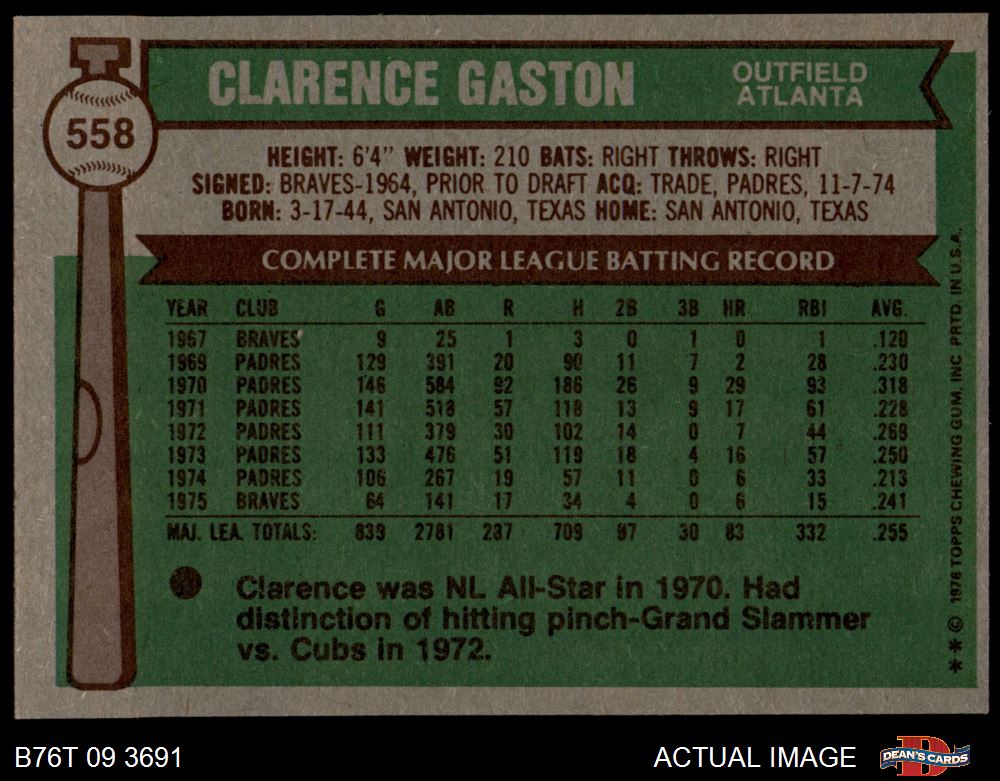 558
CLARENCE GASTON
OUTFIELD
ATLANTA
HEIGHT: 6'4" WEIGHT: 210 BATS: RIGHT THROWS: RIGHT
SIGNED: BRAVES-1964, PRIOR TO DRAFT ACQ: TRADE, PADRES, 11-7-74
BORN: 3-17-44, SAN ANTONIO, TEXAS HOME: SAN ANTONIO, TEXAS
COMPLETE MAJOR LEAGUE BATTING RECORD
YEAR CLUB G AB R H 2B 3B HR RBI AVG.
1967 BRAVES 9 25 1 3 0 1 0 1 .120
1969 PADRES 129 391 20 90 11 7 2 28 .230
1970 PADRES 146 584 92 186 26 9 29 93 .318
1971 PADRES 141 518 57 118 13 9 17 61 .228
1972 PADRES 111 379 30 102 14 0 7 44 .269
1973 PADRES 133 476 51 119 18 4 16 57 .250
1974 PADRES 106 267 19 57 11 0 6 33 .213
1975 BRAVES 64 141 17 34 4 0 6 15 .241
MAJ. LEA. TOTALS: 839 2781 287 709 97 30 83 332 .255
Clarence was NL All-Star in 1970. Had
distinction of hitting pinch-Grand Slammer
vs. Cubs in 1972.
** © 1976 TOPPS CHEWING GUM, INC PRTD. IN U.S.A.
B76T 09 3691
ACTUAL IMAGE
D
DEAN'S CARDS